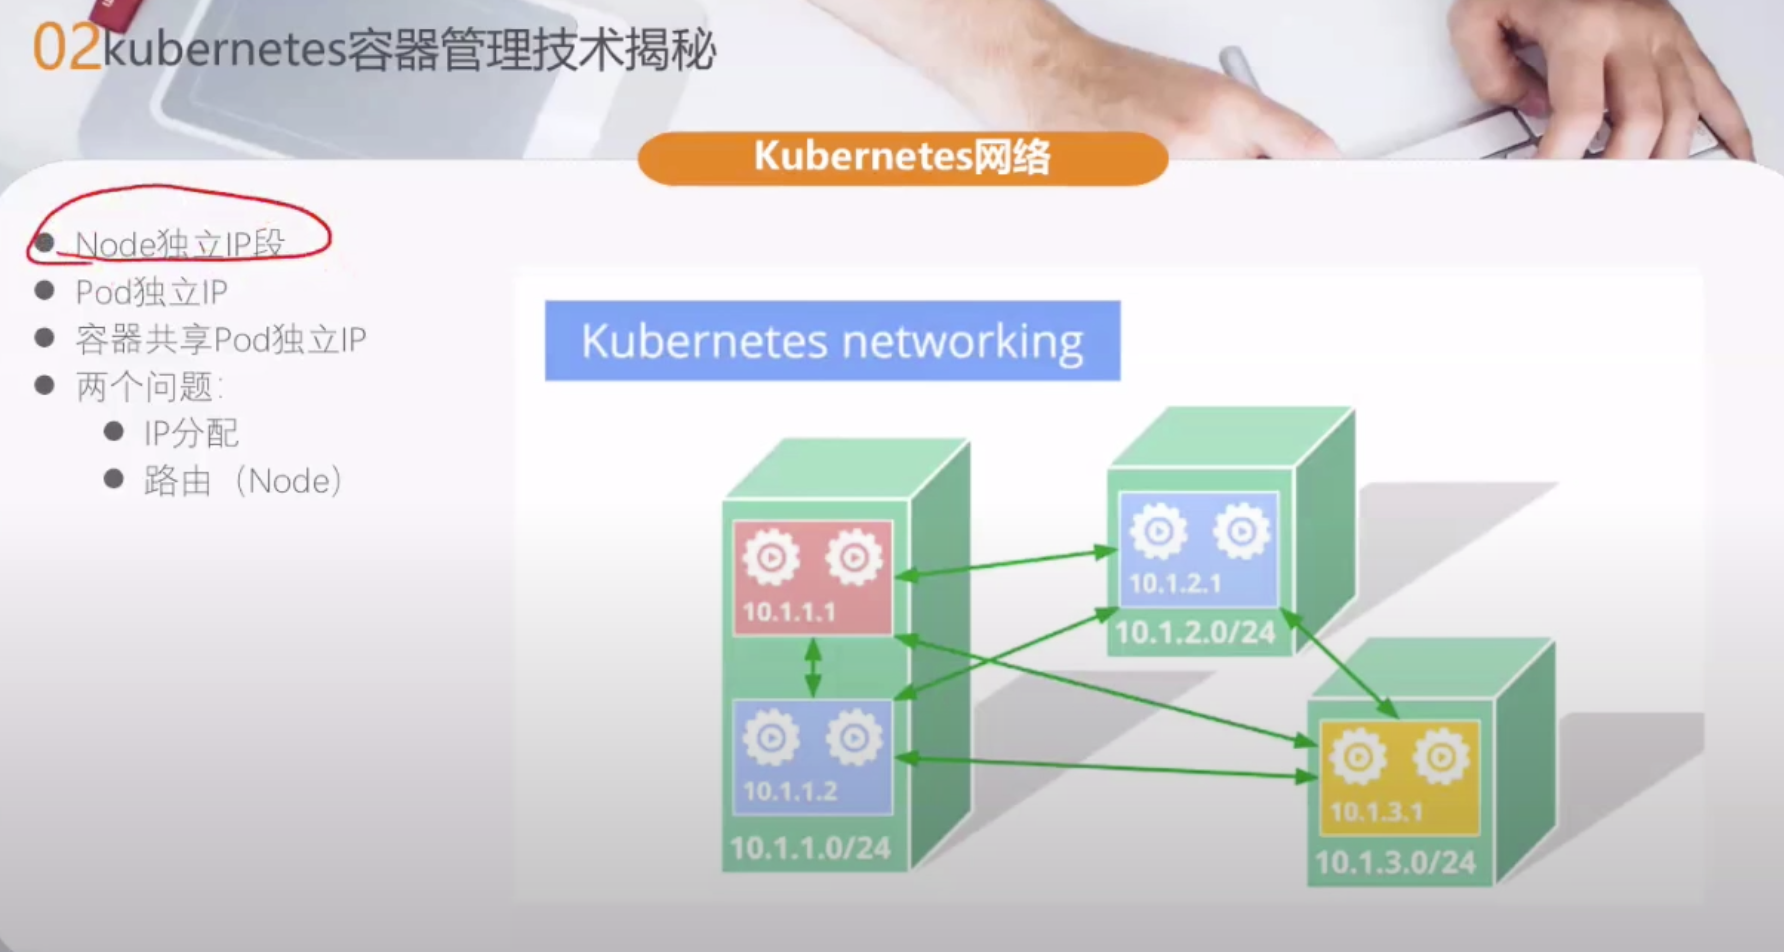 02kubernetes容器管理技术揭秘
Kubernetes网络
Node独立IP段
Pod独立IP
容器共享Pod独立IP
两个问题:
IP分配
路由（Node）
Kubernetes networking
10.1.1.1
10.1.1.2
10.1.1.0/24
10.1.2.1
10.1.2.0/24
10.1.3.1
10.1.3.0/24